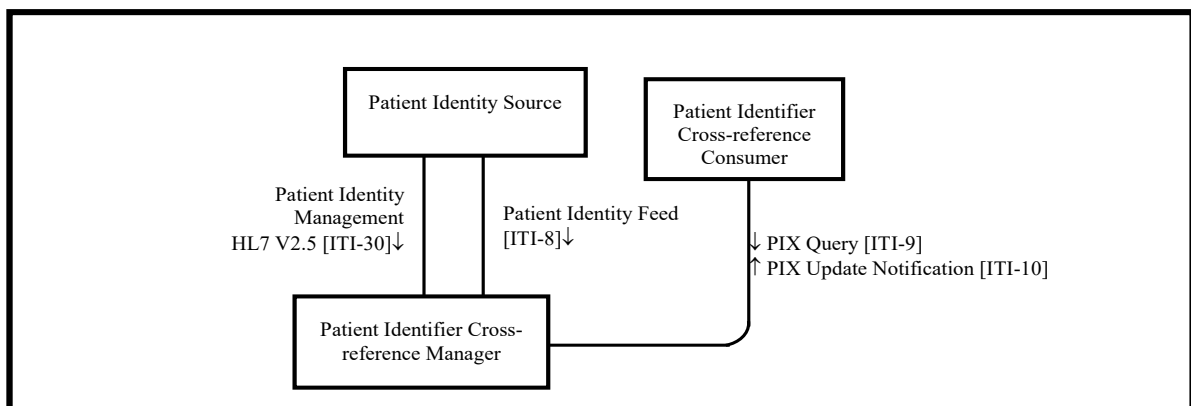 Patient Identity Source
Patient Identifier
Cross-reference
Consumer
Patient Identity
Management
HL7 V2.5 [ITI-30]↓
Patient Identity Feed
[ITI-8]↓
↓ PIX Query [ITI-9]
↑ PIX Update Notification [ITI-10]
Patient Identifier Cross-
reference Manager